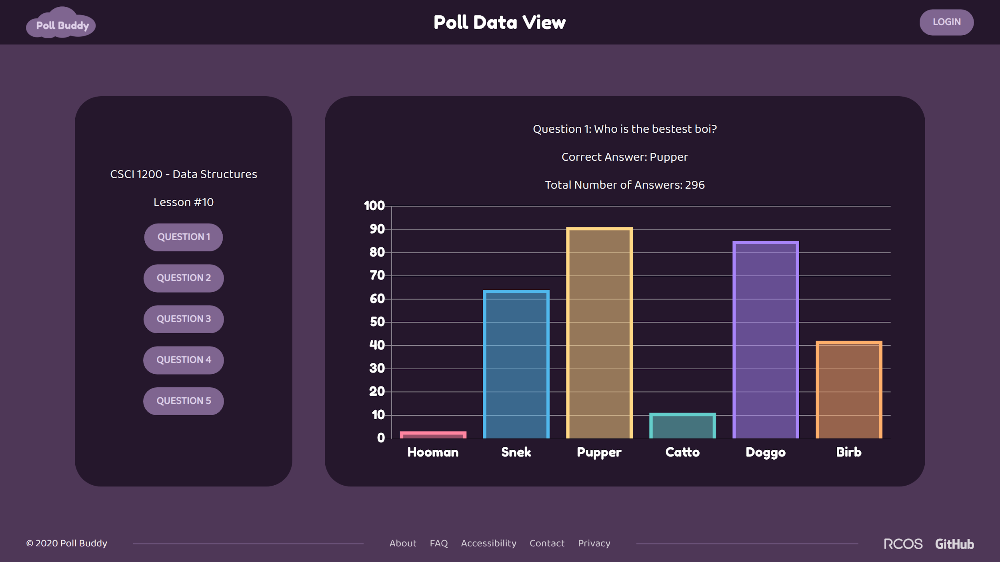 Poll Buddy
Poll Data View
LOGIN
CSCI 1200 - Data Structures
Lesson #10
QUESTION 1
QUESTION 2
QUESTION 3
QUESTION 4
QUESTION 5
Question 1: Who is the bestest boi?
Correct Answer: Pupper
Total Number of Answers: 296
100
90
80
70
60
50
40
30
20
10
0
Hooman Snek Pupper Catto Doggo Birb
© 2020 Poll Buddy
About FAQ Accessibility Contact Privacy
RCOS GitHub